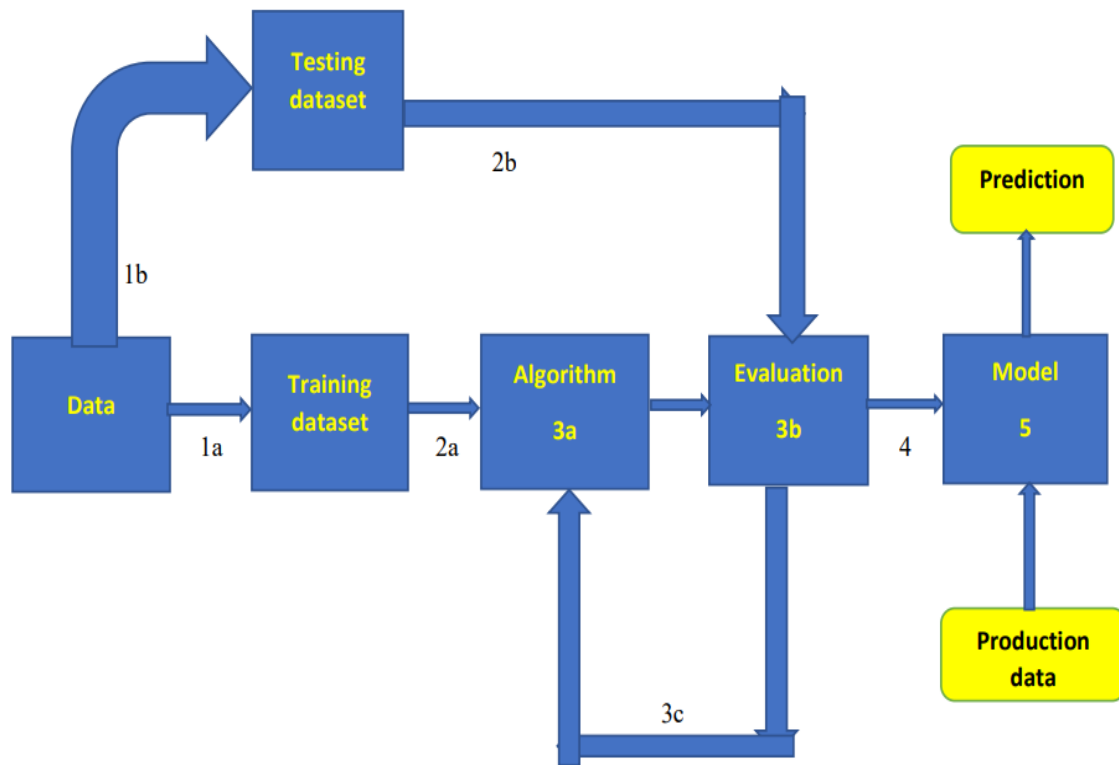 Testing
dataset
2b
Prediction
1b
Data
1a
Training
dataset
2a
Algorithm
3a
Evaluation
3b
4
Model
5
3c
Production
data